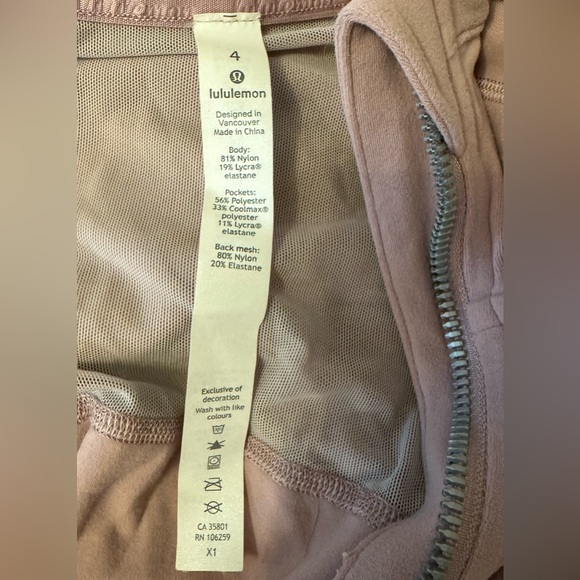 4
lululemon
Designed in
Vancouver
Made in China
Body:
81% Nylon
19% Lycra®
elastane
Pockets:
56% Polyester
33% Coolmax®
polyester
11% Lycra®
elastane
Back mesh:
80% Nylon
20% Elastane
Exclusive of
decoration
Wash with like
colours
CA 35801
RN 106259
X1